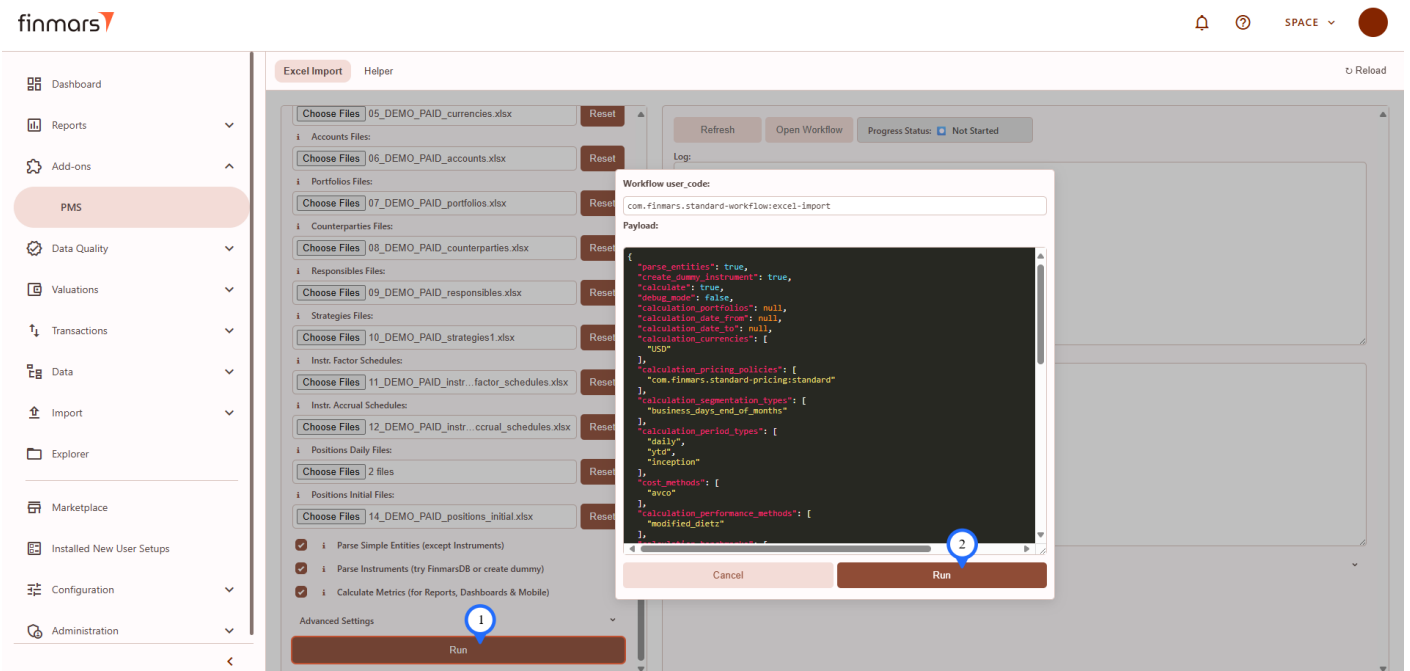 finmars
SPACE
Dashboard
Reports
Add-ons
PMS
Data Quality
Valuations
Transactions
Data
Import
Explorer
Marketplace
Installed New User Setups
Configuration
Administration
Excel Import
Helper
Reload
Choose Files 05_DEMO_PAID_currencies.xlsx Reset
i Accounts Files:
Choose Files 06_DEMO_PAID_accounts.xlsx Reset
i Portfolios Files:
Choose Files 07_DEMO_PAID_portfolios.xlsx Reset
i Counterparties Files:
Choose Files 08_DEMO_PAID_counterparties.xlsx Reset
i Responsibles Files:
Choose Files 09_DEMO_PAID_responsibles.xlsx Reset
i Strategies Files:
Choose Files 10_DEMO_PAID_strategies1.xlsx Reset
i Instr. Factor Schedules:
Choose Files 11_DEMO_PAID_instr...factor_schedules.xlsx Reset
i Instr. Accrual Schedules:
Choose Files 12_DEMO_PAID_instr...ccrual_schedules.xlsx Reset
i Positions Daily Files:
Choose Files 2 files Reset
i Positions Initial Files:
Choose Files 14_DEMO_PAID_positions_initial.xlsx Reset
i Parse Simple Entities (except Instruments)
i Parse Instruments (try FinmarsDB or create dummy)
i Calculate Metrics (for Reports, Dashboards & Mobile)
Advanced Settings
1
Run
Refresh
Open Workflow
Progress Status: Not Started
Log:
Workflow user_code:
com.finmars.standard-workflow:excel-import
Payload:
{
"parse_entities": true,
"create_dummy_instrument": true,
"calculate": true,
"debug_mode": false,
"calculation_portfolios": null,
"calculation_date_from": null,
"calculation_date_to": null,
"calculation_currencies": [
"USD"
],
"calculation_pricing_policies": [
"com.finmars.standard-pricing:standard"
],
"calculation_segmentation_types": [
"business_days_end_of_months"
],
"calculation_period_types": [
"daily",
"ytd",
"inception"
],
"cost_methods": [
"avco"
],
"calculation_performance_methods": [
"modified_dietz"
],
2
Cancel
Run